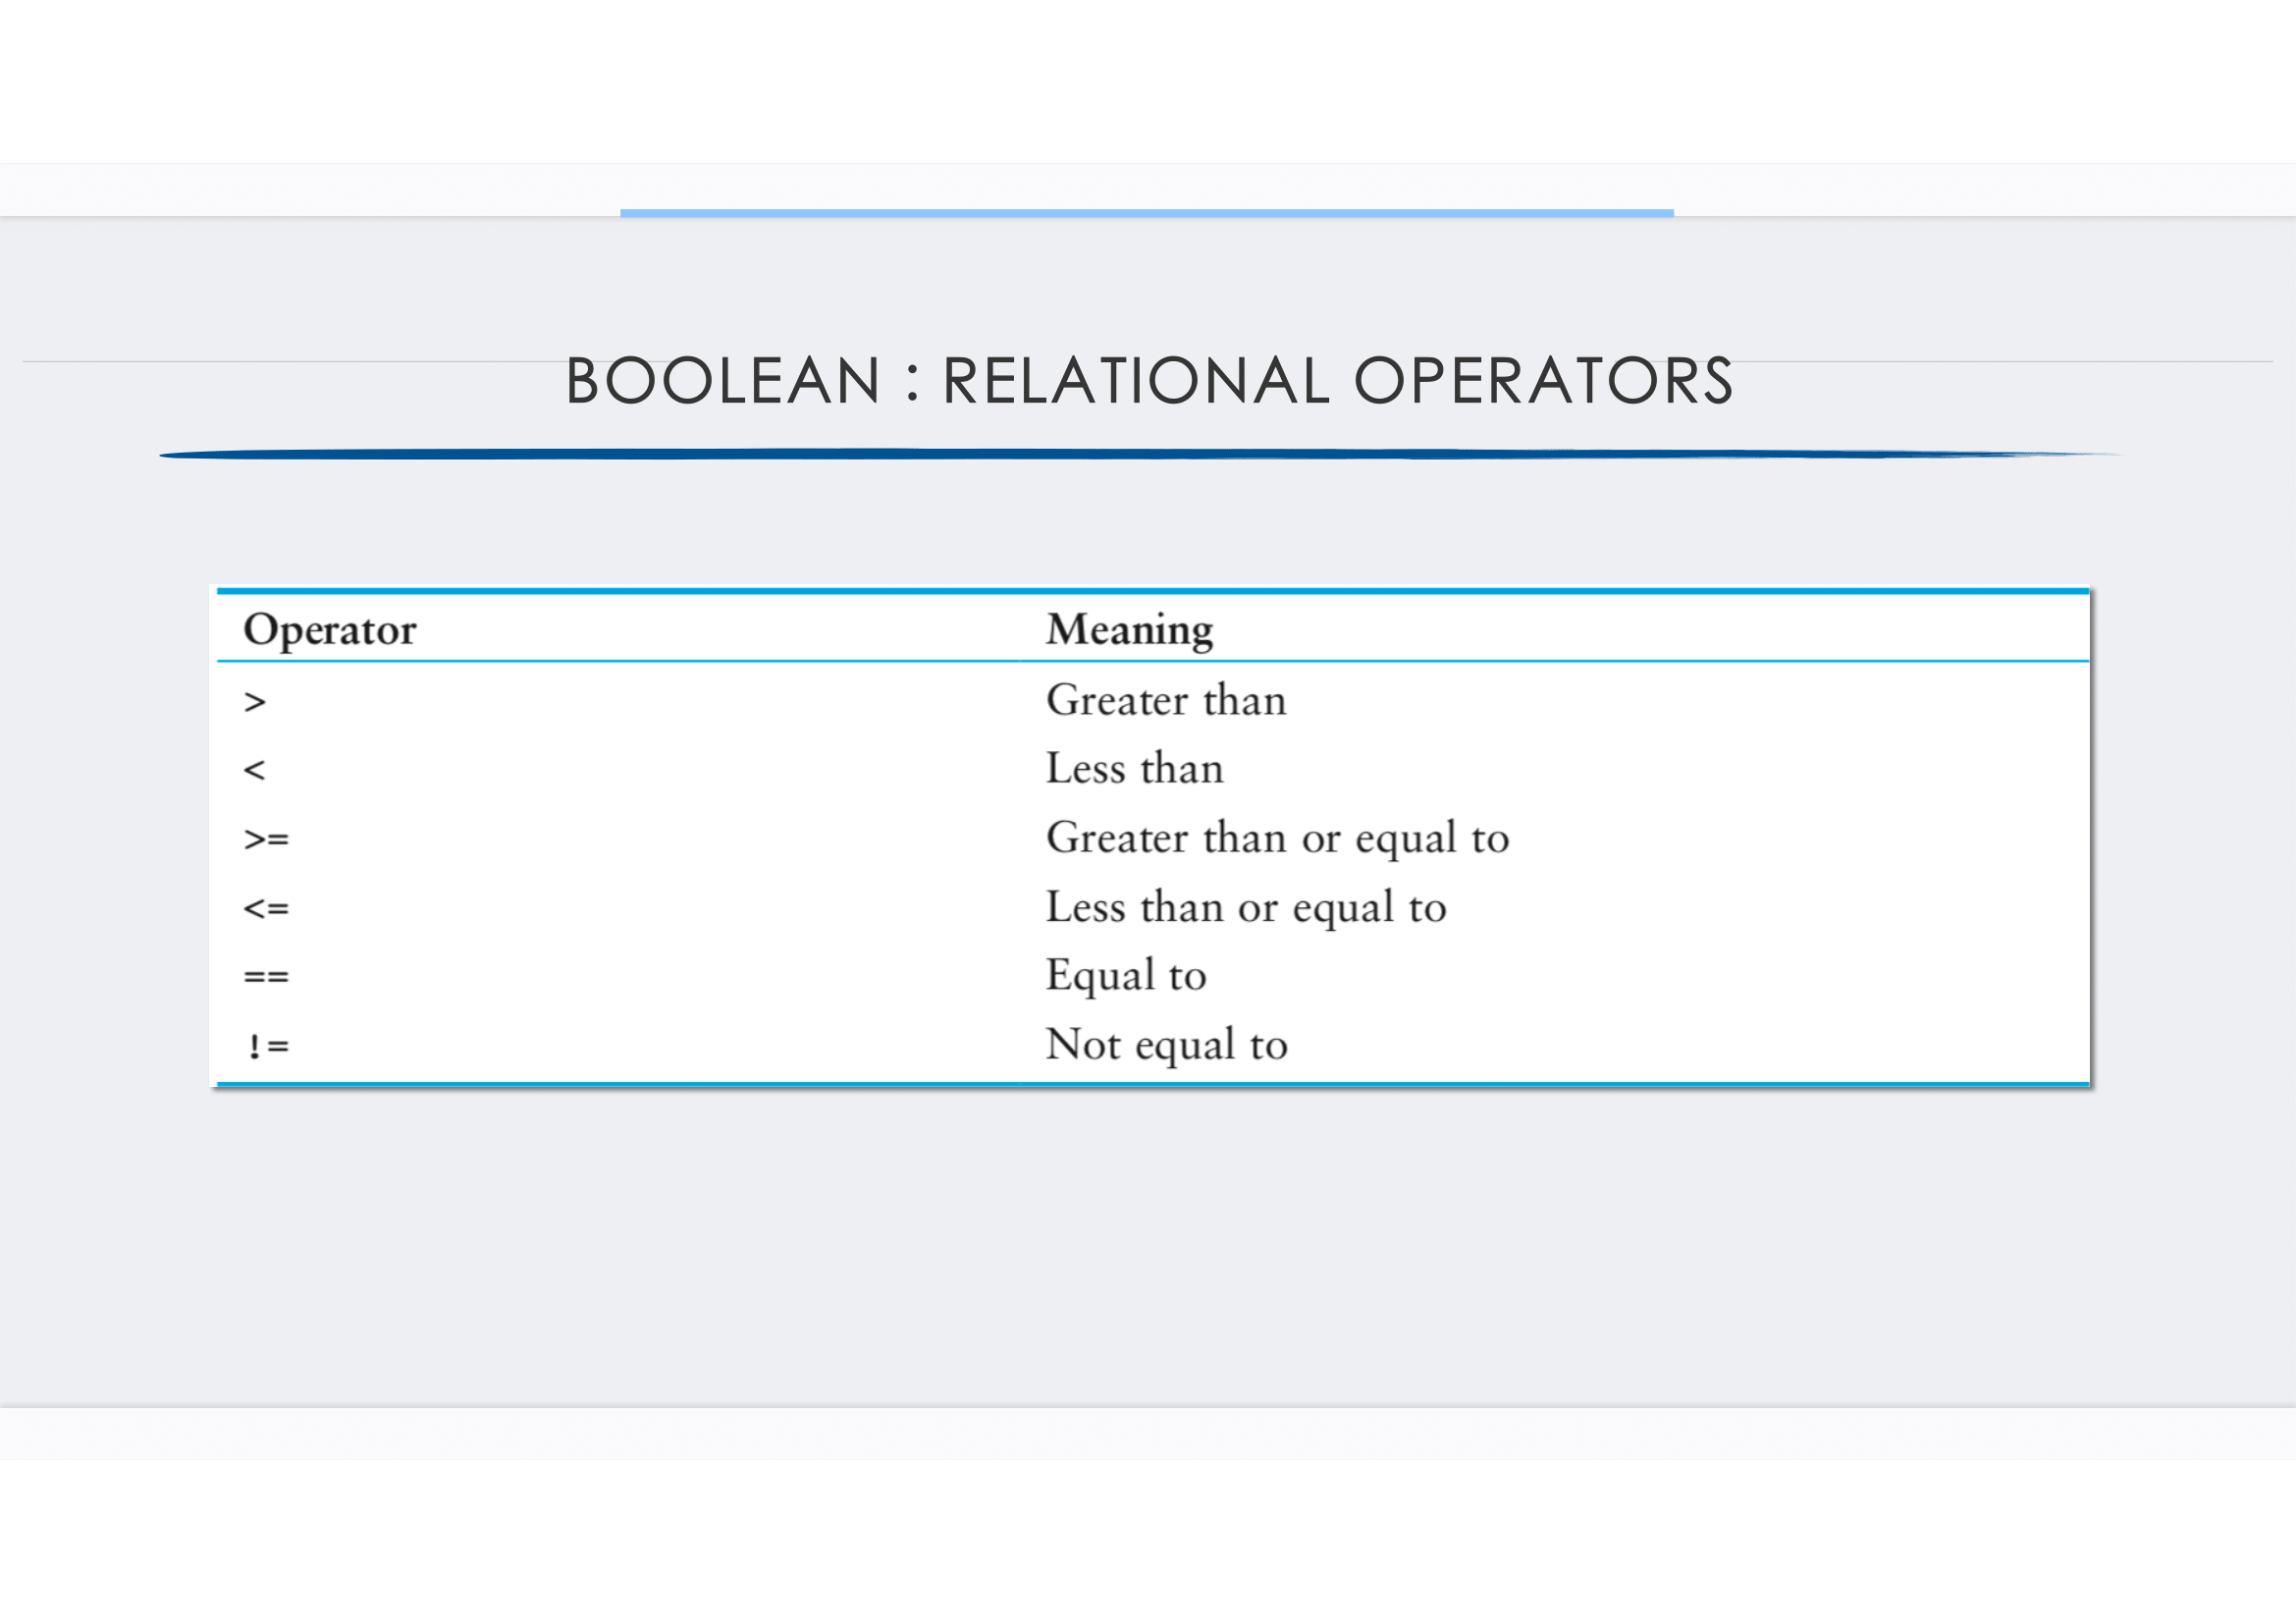 BOOLEAN : RELATIONAL OPERATORS
Operator Meaning
> Greater than
< Less than
>= Greater than or equal to
<= Less than or equal to
== Equal to
!= Not equal to